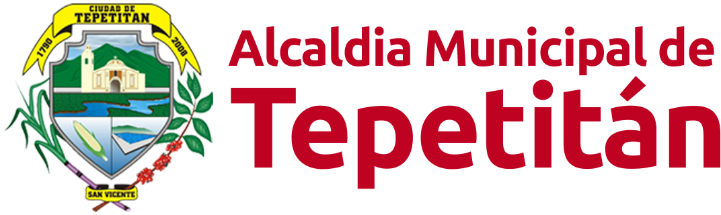 CIUDAD DE
TEPETITAN
1790
2008
SAN VICENTE
Alcaldia Municipal de
Tepetitán